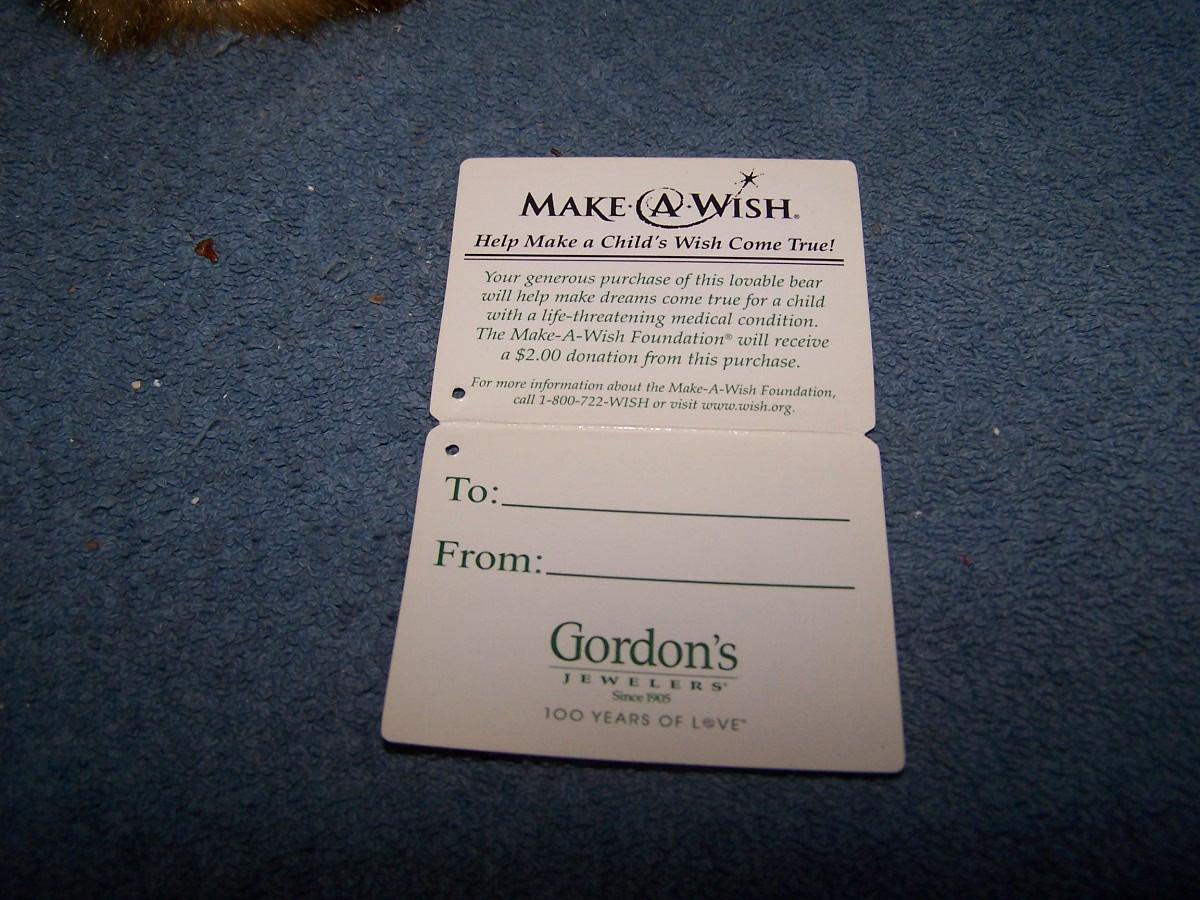 MAKE·A·WISH®
Help Make a Child's Wish Come True!
Your generous purchase of this lovable bear
will help make dreams come true for a child
with a life-threatening medical condition.
The Make-A-Wish Foundation® will receive
a $2.00 donation from this purchase.
For more information about the Make-A-Wish Foundation,
call 1-800-722-WISH or visit www.wish.org.
To:
From:
Gordon's
JEWELERS®
Since 1905
100 YEARS OF LOVE™